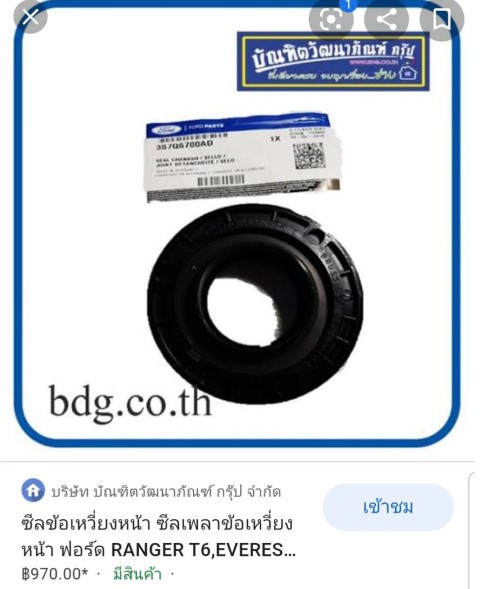 1
บัณฑิตวัฒนาภัณฑ์ กรุ๊ป
Ford
FORD PARTS
3S7Q6700AD
1X
SEAL CRANKSH / SELLO /
JOINT DETANCHEITE / SELO
bdg.co.th
บริษัท บัณฑิตวัฒนาภัณฑ์ กรุ๊ป จำกัด
เข้าชม
ซีลข้อเหวี่ยงหน้า ซีลเพลาข้อเหวี่ยง
หน้า ฟอร์ด RANGER T6,EVERES...
฿970.00* · มีสินค้า ·